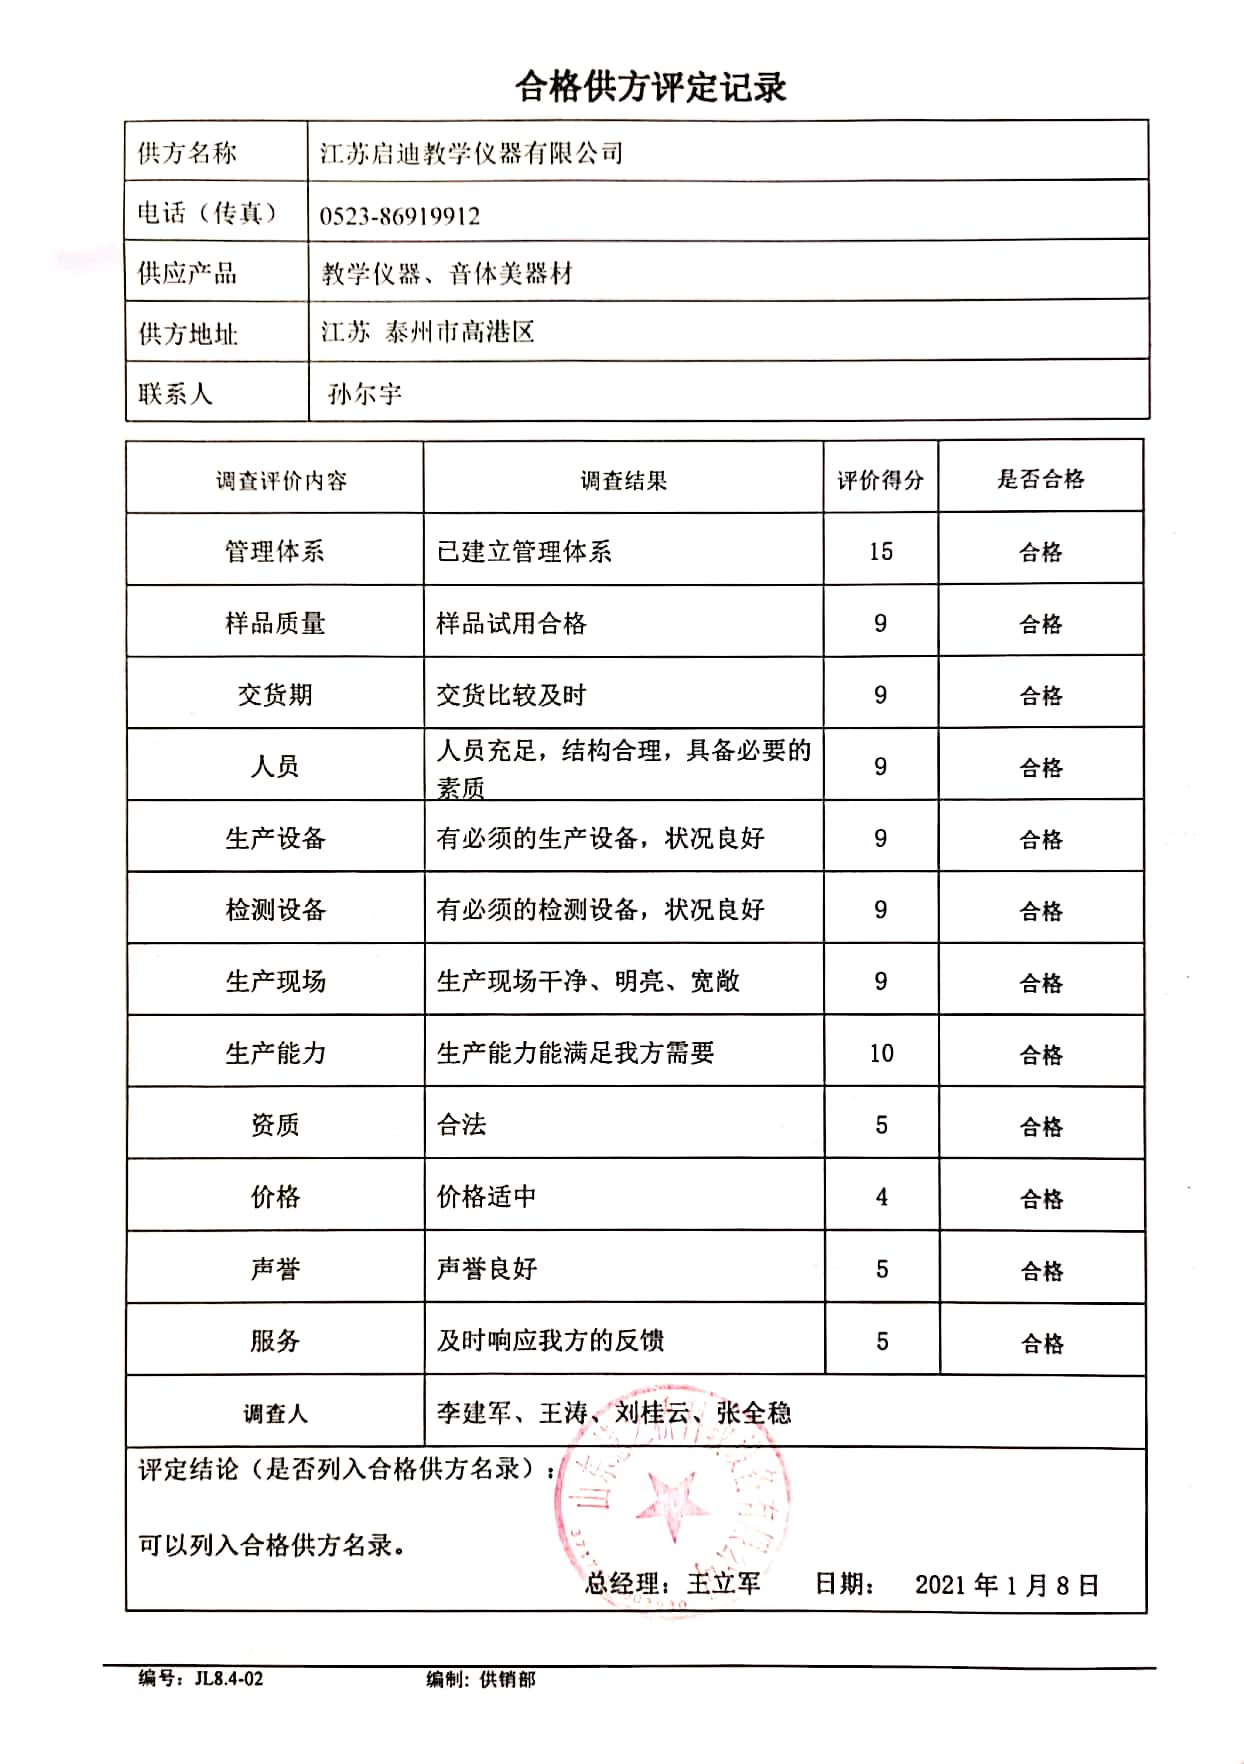 合格供方评定记录
供方名称 江苏启迪教学仪器有限公司
电话（传真） 0523-86919912
供应产品 教学仪器、音体美器材
供方地址 江苏 泰州市高港区
联系人 孙尔宇
调查评价内容 调查结果 评价得分 是否合格
管理体系 已建立管理体系 15 合格
样品质量 样品试用合格 9 合格
交货期 交货比较及时 9 合格
人员 人员充足，结构合理，具备必要的 9 合格
素质
生产设备 有必须的生产设备，状况良好 9 合格
检测设备 有必须的检测设备，状况良好 9 合格
生产现场 生产现场干净、明亮、宽敞 9 合格
生产能力 生产能力能满足我方需要 10 合格
资质 合法 5 合格
价格 价格适中 4 合格
声誉 声誉良好 5 合格
服务 及时响应我方的反馈 5 合格
调查人 李建军、王涛、刘桂云、张全稳
评定结论（是否列入合格供方名录）：
可以列入合格供方名录。
总经理：王立军 日期： 2021 年 1 月 8 日
编号：JL8.4-02 编制：供销部